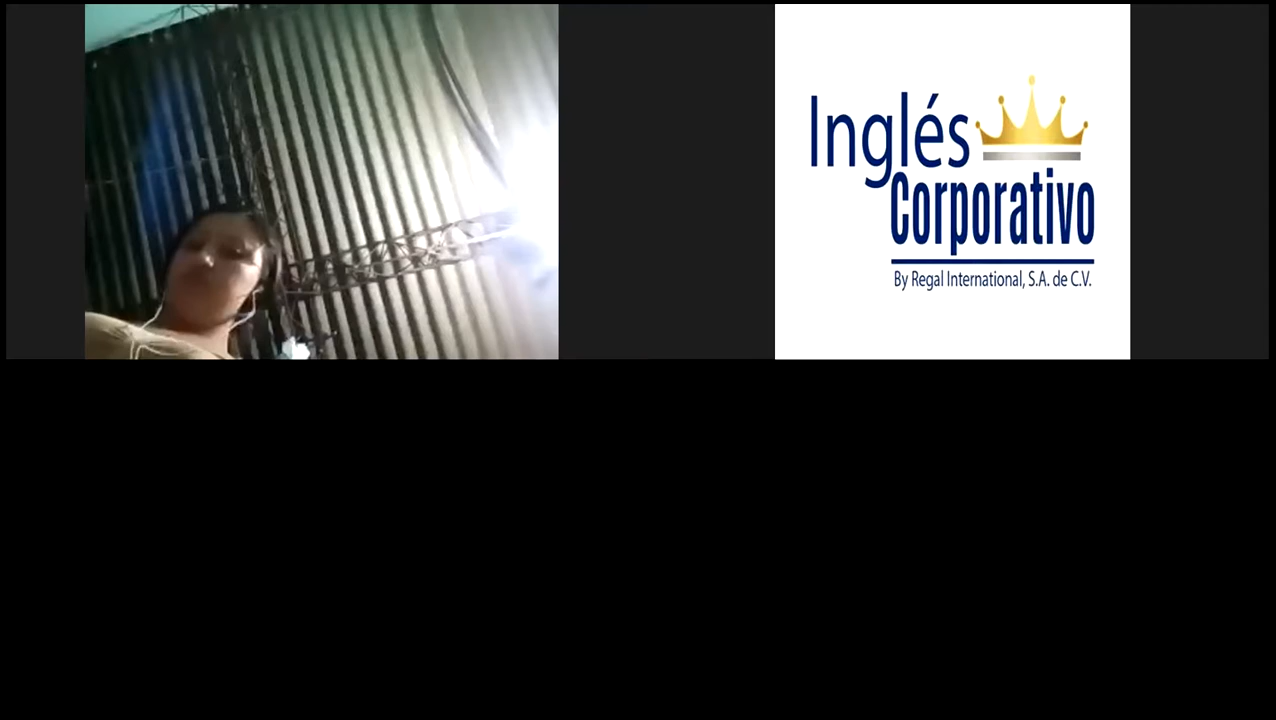 Inglés
Corporativo
By Regal International, S.A. de C.V.